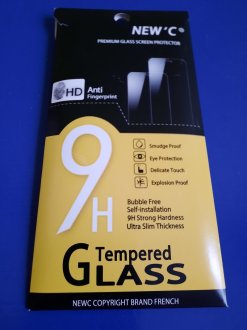 NEW'C®
PREMIUM GLASS SCREEN PROTECTOR
HD Anti
Fingerprint
9H
Smudge Proof
Eye Protection
Delicate Touch
Explosion Proof
Bubble Free
Self-installation
9H Strong Hardness
Ultra Slim Thickness
Tempered
GLASS
NEWC COPYRIGHT BRAND FRENCH